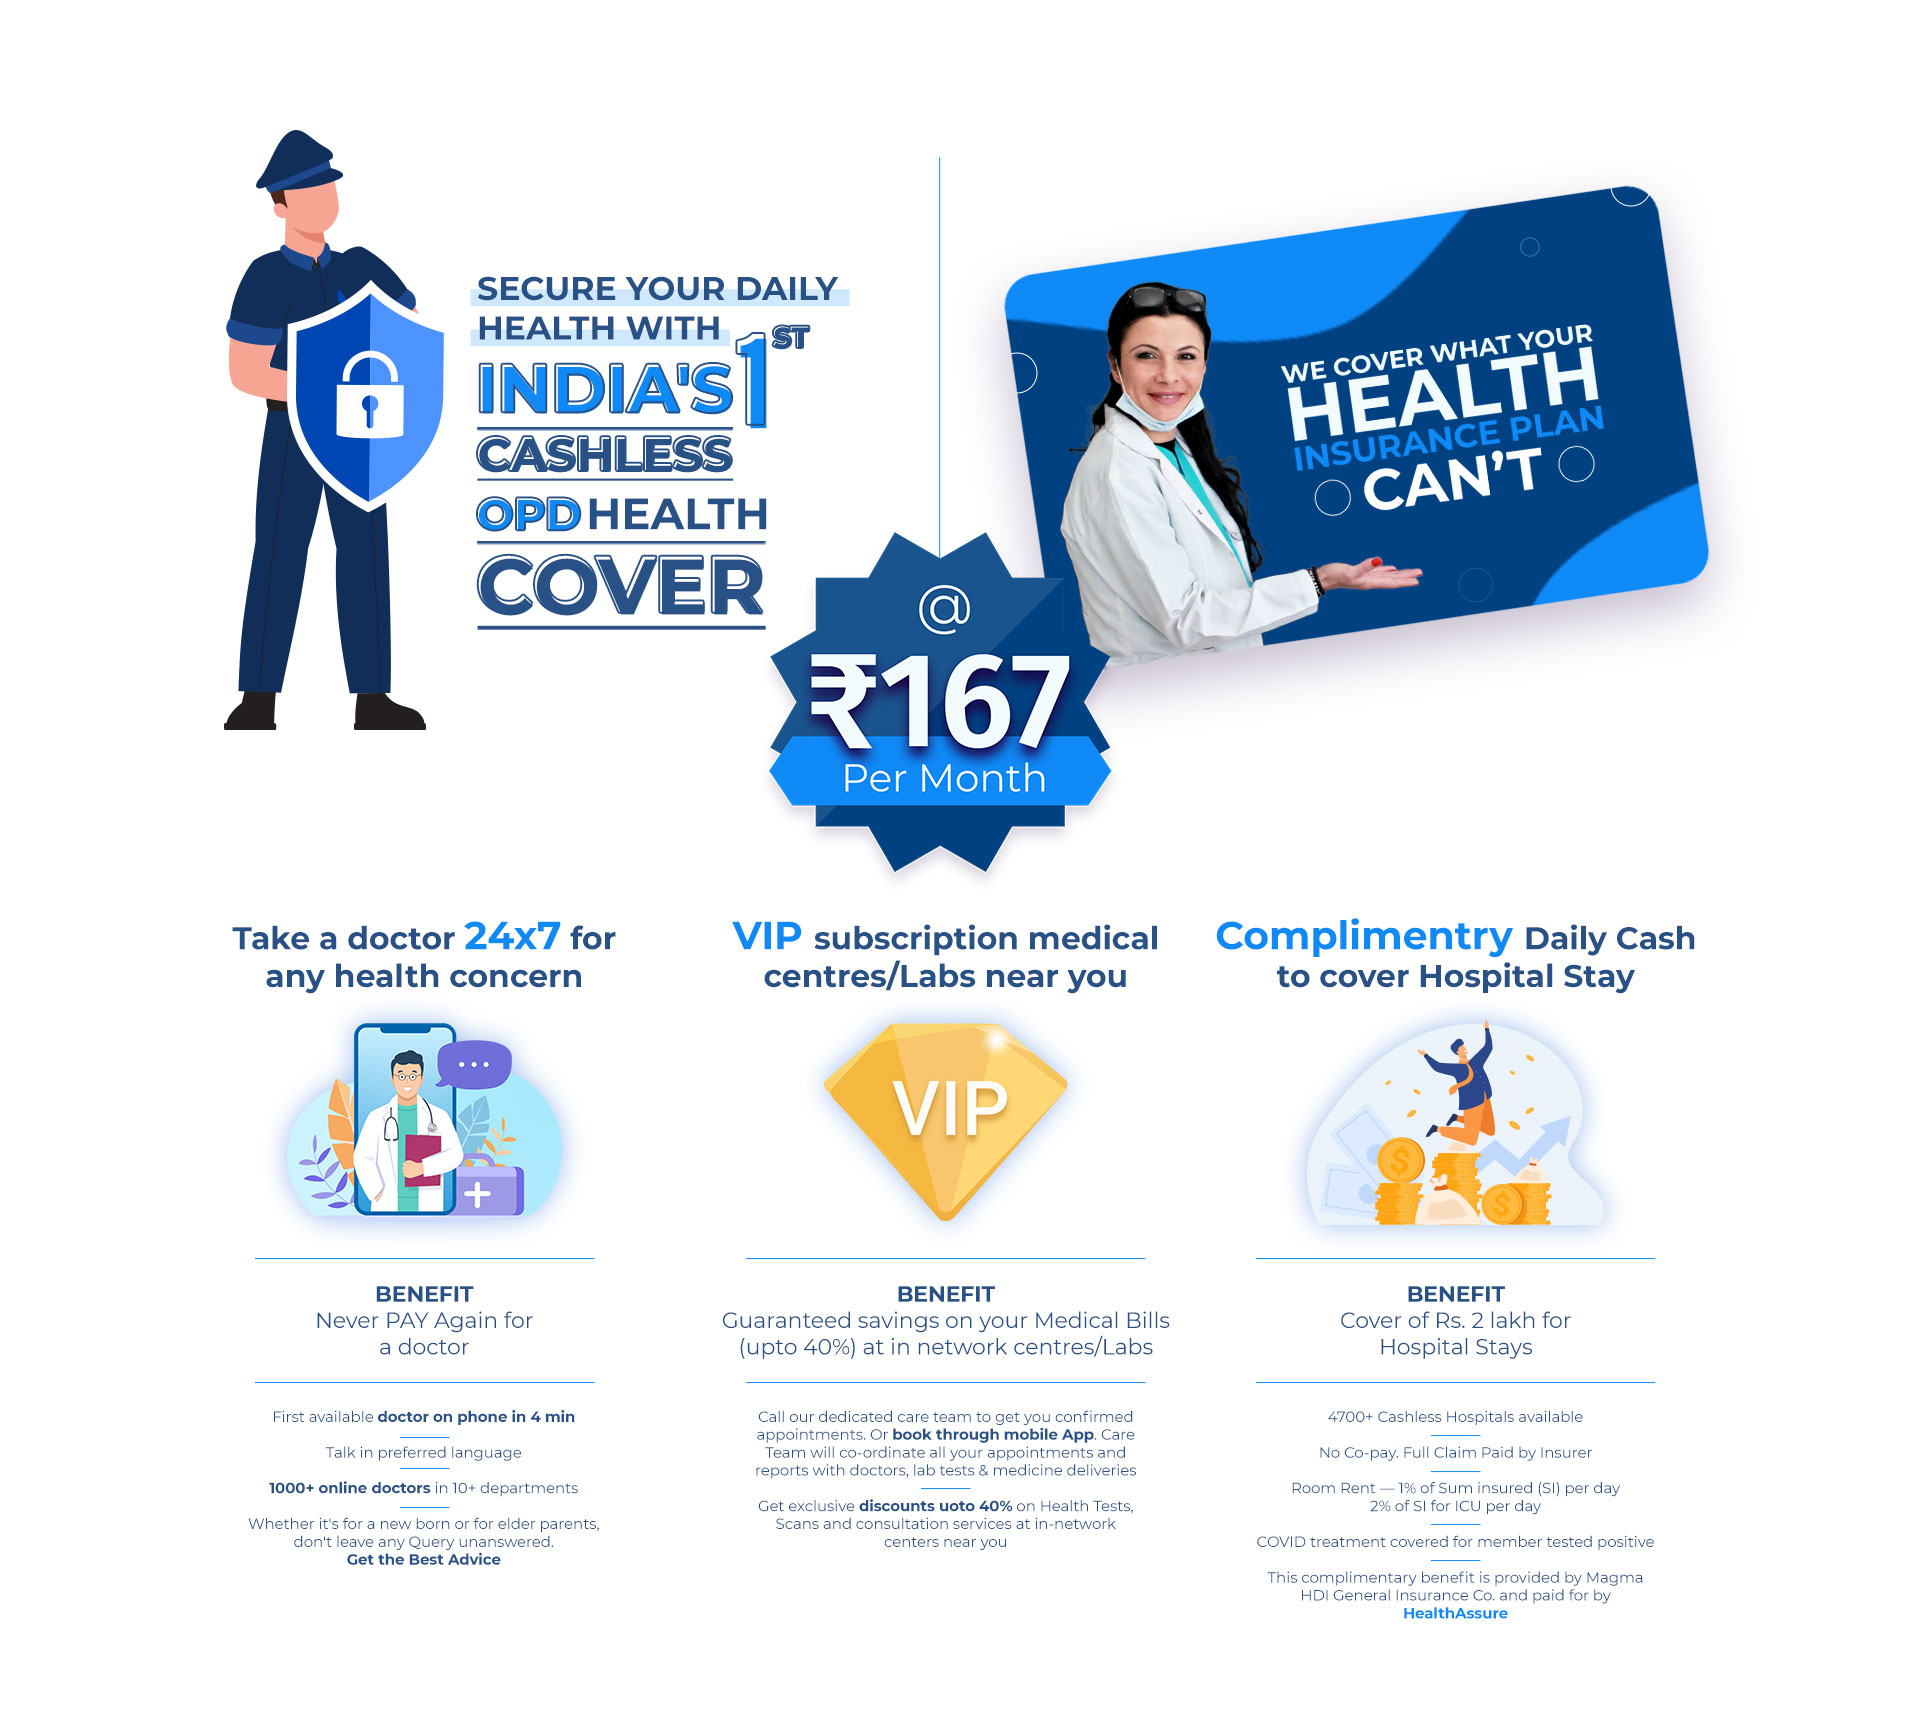 SECURE YOUR DAILY
HEALTH WITH
INDIA'S 1ST
CASHLESS
OPD HEALTH
COVER
WE COVER WHAT YOUR
HEALTH
INSURANCE PLAN
CAN'T
@
₹167
Per Month
Take a doctor 24x7 for
any health concern
BENEFIT
Never PAY Again for
a doctor
First available doctor on phone in 4 min
Talk in preferred language
1000+ online doctors in 10+ departments
Whether it's for a new born or for elder parents,
don't leave any Query unanswered.
Get the Best Advice
VIP subscription medical
centres/Labs near you
VIP
BENEFIT
Guaranteed savings on your Medical Bills
(upto 40%) at in network centres/Labs
Call our dedicated care team to get you confirmed
appointments. Or book through mobile App. Care
Team will co-ordinate all your appointments and
reports with doctors, lab tests & medicine deliveries
Get exclusive discounts uoto 40% on Health Tests,
Scans and consultation services at in-network
centers near you
Complimentry Daily Cash
to cover Hospital Stay
$
$
BENEFIT
Cover of Rs. 2 lakh for
Hospital Stays
4700+ Cashless Hospitals available
No Co-pay. Full Claim Paid by Insurer
Room Rent — 1% of Sum insured (SI) per day
2% of SI for ICU per day
COVID treatment covered for member tested positive
This complimentary benefit is provided by Magma
HDI General Insurance Co. and paid for by
HealthAssure